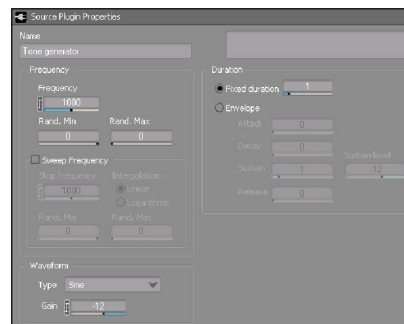 Source Plugin Properties
Name
Tone generator
Frequency
Frequency
1000
Rand. Min Rand. Max
0 0
Sweep Frequency
Stop frequency Interpolation
1000 Linear
Logarithmic
Rand. Min Rand. Max
0 0
Waveform
Type Sine
Gain -12
Duration
Fixed duration 1
Envelope
Attack 0
Decay 0
Sustain 1
Sustain level
-12
Release 0